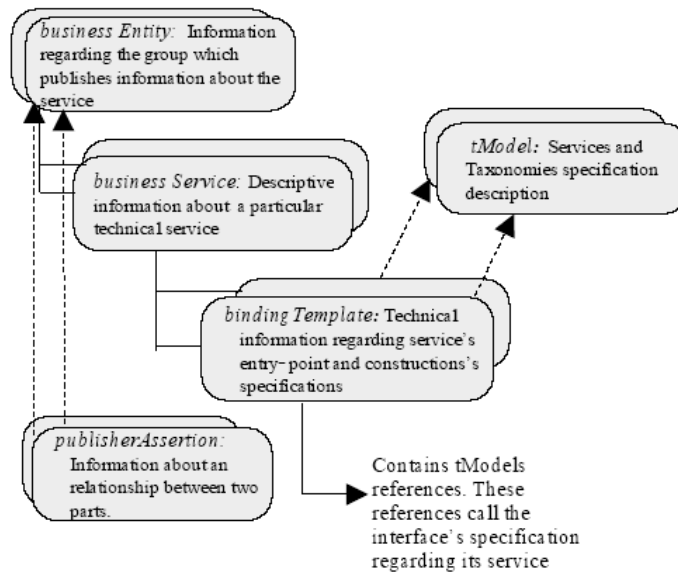 business Entity: Information
regarding the group which
publishes information about the
service
tModel: Services and
Taxonomies specification
description
business Service: Descriptive
information about a particular
technical service
binding Template: Technical
information regarding service's
entry-point and constructions's
specifications
publisherAssertion:
Information about an
relationship between two
parts.
Contains tModels
references. These
references call the
interface's specification
regarding its service